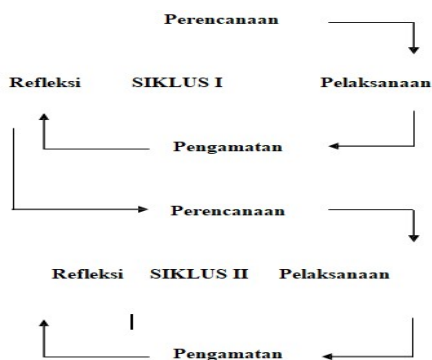 Perencanaan
Refleksi SIKLUS I Pelaksanaan
Pengamatan
Perencanaan
Refleksi SIKLUS II Pelaksanaan
Pengamatan